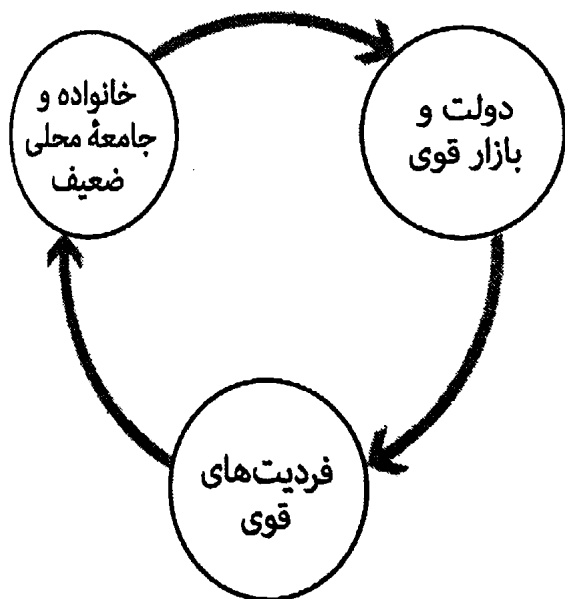 دولت و
بازار قوی
خانواده و
جامعهٔ محلی
ضعیف
فردیت‌های
قوی